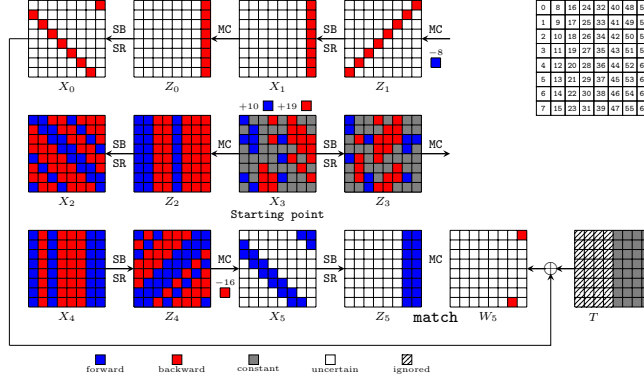 SB MC SB MC
SR SR
−8
X₀ Z₀ X₁ Z₁
0 8 16 24 32 40 48
1 9 17 25 33 41 49
2 10 18 26 34 42 50
3 11 19 27 35 43 51
4 12 20 28 36 44 52
5 13 21 29 37 45 53
6 14 22 30 38 46 54
7 15 23 31 39 47 55
+10 +19
SB MC SB MC
SR SR
X₂ Z₂ X₃ Z₃
Starting point
SB MC SB MC
SR SR
−16
X₄ Z₄ X₅ Z₅ W₅ T
match
forward backward constant uncertain ignored